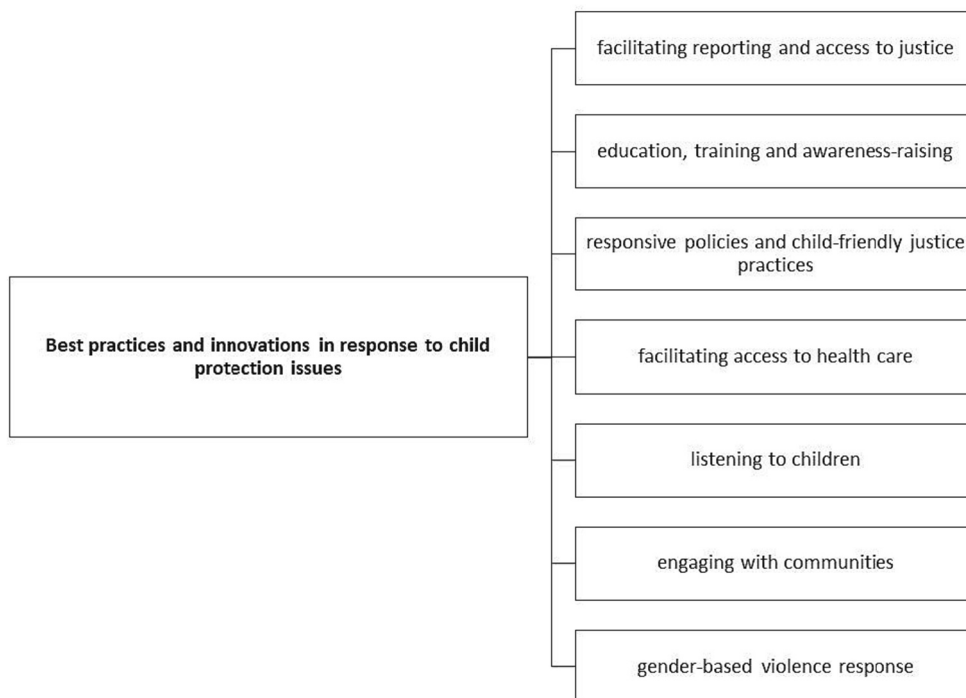 facilitating reporting and access to justice
education, training and awareness-raising
responsive policies and child-friendly justice
practices
Best practices and innovations in response to child
protection issues
facilitating access to health care
listening to children
engaging with communities
gender-based violence response